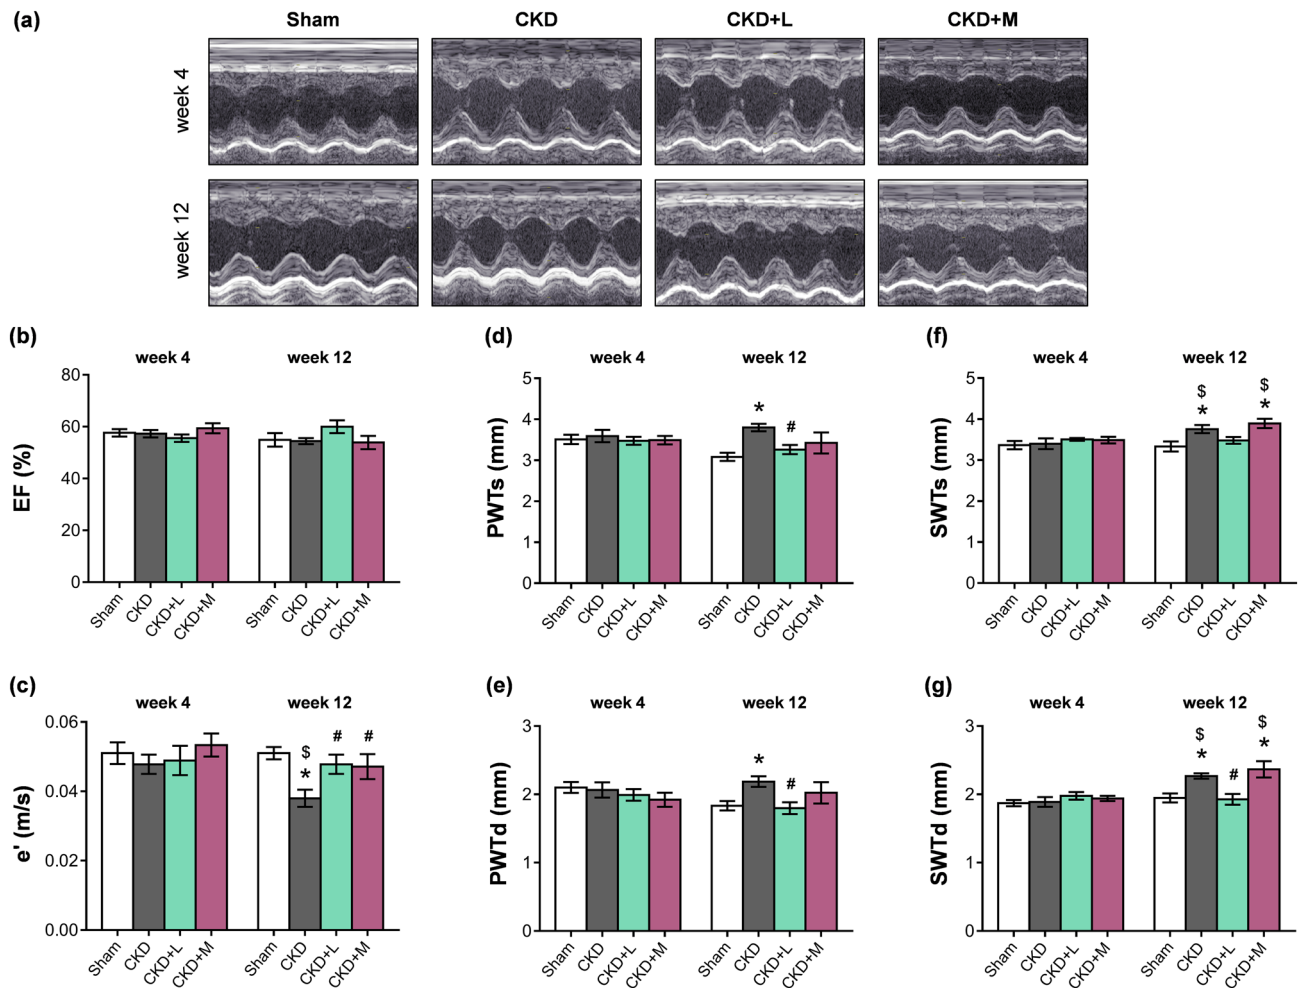 (a)
Sham CKD CKD+L CKD+M
week 4
week 12
(b)
week 4 week 12
EF (%)
80
60
40
20
0
Sham CKD CKD+L CKD+M Sham CKD CKD+L CKD+M
(d)
week 4 week 12
PWTs (mm)
5
4
3
2
1
0
* #
Sham CKD CKD+L CKD+M Sham CKD CKD+L CKD+M
(f)
week 4 week 12
SWTs (mm)
5
4
3
2
1
0
$ $
* *
Sham CKD CKD+L CKD+M Sham CKD CKD+L CKD+M
(c)
week 4 week 12
e' (m/s)
0.06
0.04
0.02
0.00
$ # #
*
Sham CKD CKD+L CKD+M Sham CKD CKD+L CKD+M
(e)
week 4 week 12
PWTd (mm)
3
2
1
0
* #
Sham CKD CKD+L CKD+M Sham CKD CKD+L CKD+M
(g)
week 4 week 12
SWTd (mm)
3
2
1
0
$ $
* # *
Sham CKD CKD+L CKD+M Sham CKD CKD+L CKD+M